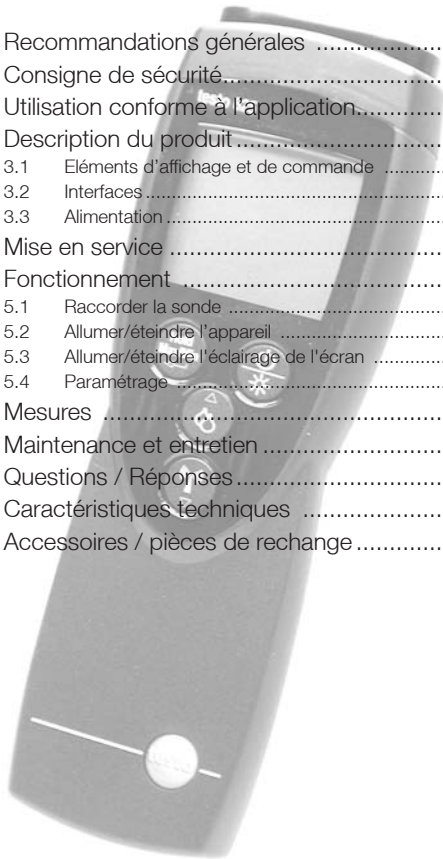 Recommandations générales ..................
Consigne de sécurité..............................
Utilisation conforme à l'application............
Description du produit............................
3.1 Eléments d'affichage et de commande ............
3.2 Interfaces............................................................
3.3 Alimentation........................................................
Mise en service ......................................
Fonctionnement ....................................
5.1 Raccorder la sonde ............................................
5.2 Allumer/éteindre l'appareil....................................
5.3 Allumer/éteindre l'éclairage de l'écran ................
5.4 Paramétrage ......................................................
Mesures ................................................
Maintenance et entretien ........................
Questions / Réponses............................
Caractéristiques techniques ....................
Accessoires / pièces de rechange............